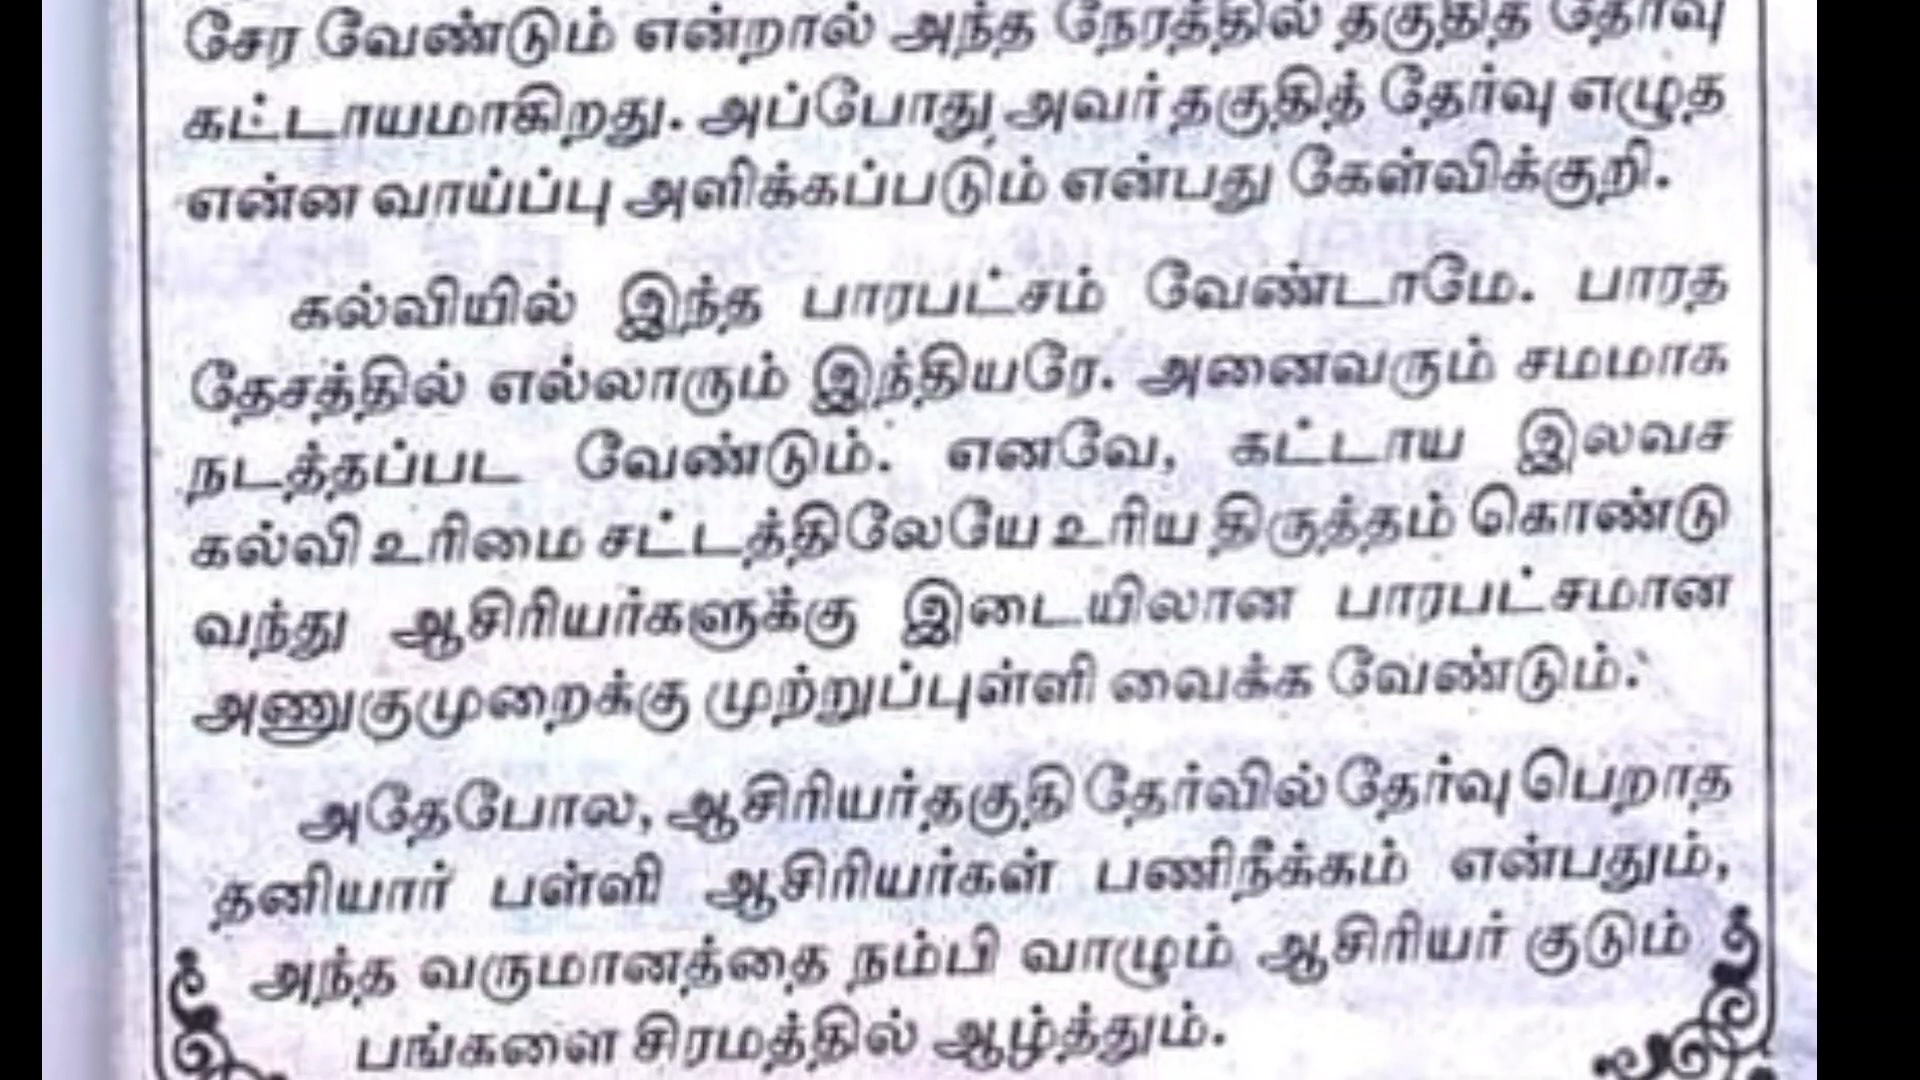 சேர வேண்டும் என்றால் அந்த நேரத்தில் தகுதித் தேர்வு
கட்டாயமாகிறது. அப்போது அவர் தகுதித் தேர்வு எழுத
என்ன வாய்ப்பு அளிக்கப்படும் என்பது கேள்விக்குறி.
கல்வியில் இந்த பாரபட்சம் வேண்டாமே. பாரத
தேசத்தில் எல்லாரும் இந்தியரே. அனைவரும் சமமாக
நடத்தப்பட வேண்டும். எனவே, கட்டாய இலவச
கல்வி உரிமை சட்டத்திலேயே உரிய திருத்தம் கொண்டு
வந்து ஆசிரியர்களுக்கு இடையிலான பாரபட்சமான
அணுகுமுறைக்கு முற்றுப்புள்ளி வைக்க வேண்டும்.
அதேபோல, ஆசிரியர் தகுதி தேர்வில் தேர்வு பெறாத
தனியார் பள்ளி ஆசிரியர்கள் பணிநீக்கம் என்பதும்,
அந்த வருமானத்தை நம்பி வாழும் ஆசிரியர் குடும்
பங்களை சிரமத்தில் ஆழ்த்தும்.